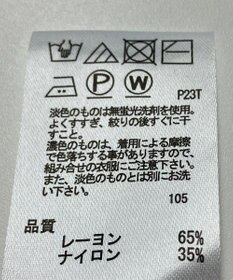 P W P23T
淡色のものは無蛍光洗剤を使用。
よくすすぎ、絞りの後すぐに干
すこと。
濃色のものは、着用による摩擦
で色落ちする事がありますので、
組み合せの衣服にご注意下さい。
また、淡色のものとは別にお洗
い下さい。
105
品質
レーヨン 65%
ナイロン 35%